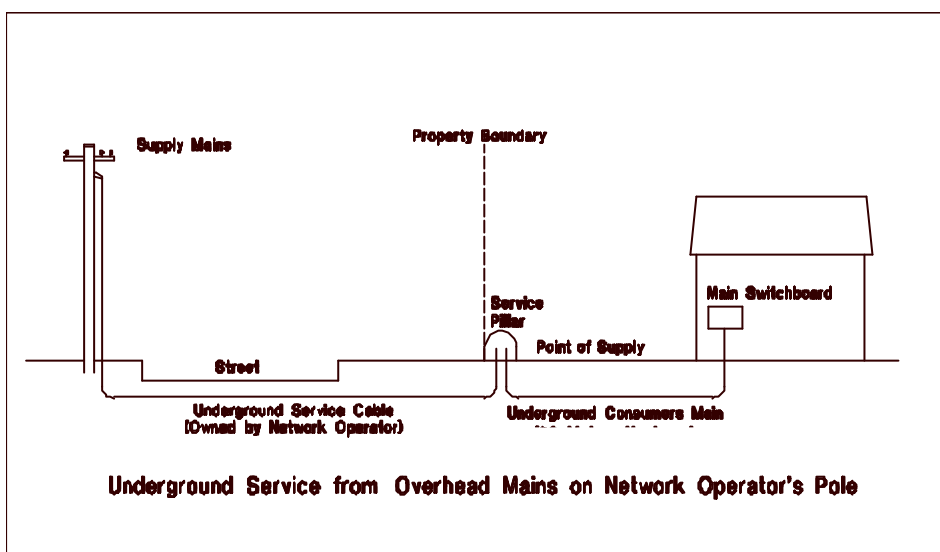 Supply Mains
Property Boundary
Service
Pillar
Main Switchboard
Point of Supply
Street
Underground Service Cable
(Owned by Network Operator)
Underground Consumers Main
Underground Service from Overhead Mains on Network Operator's Pole